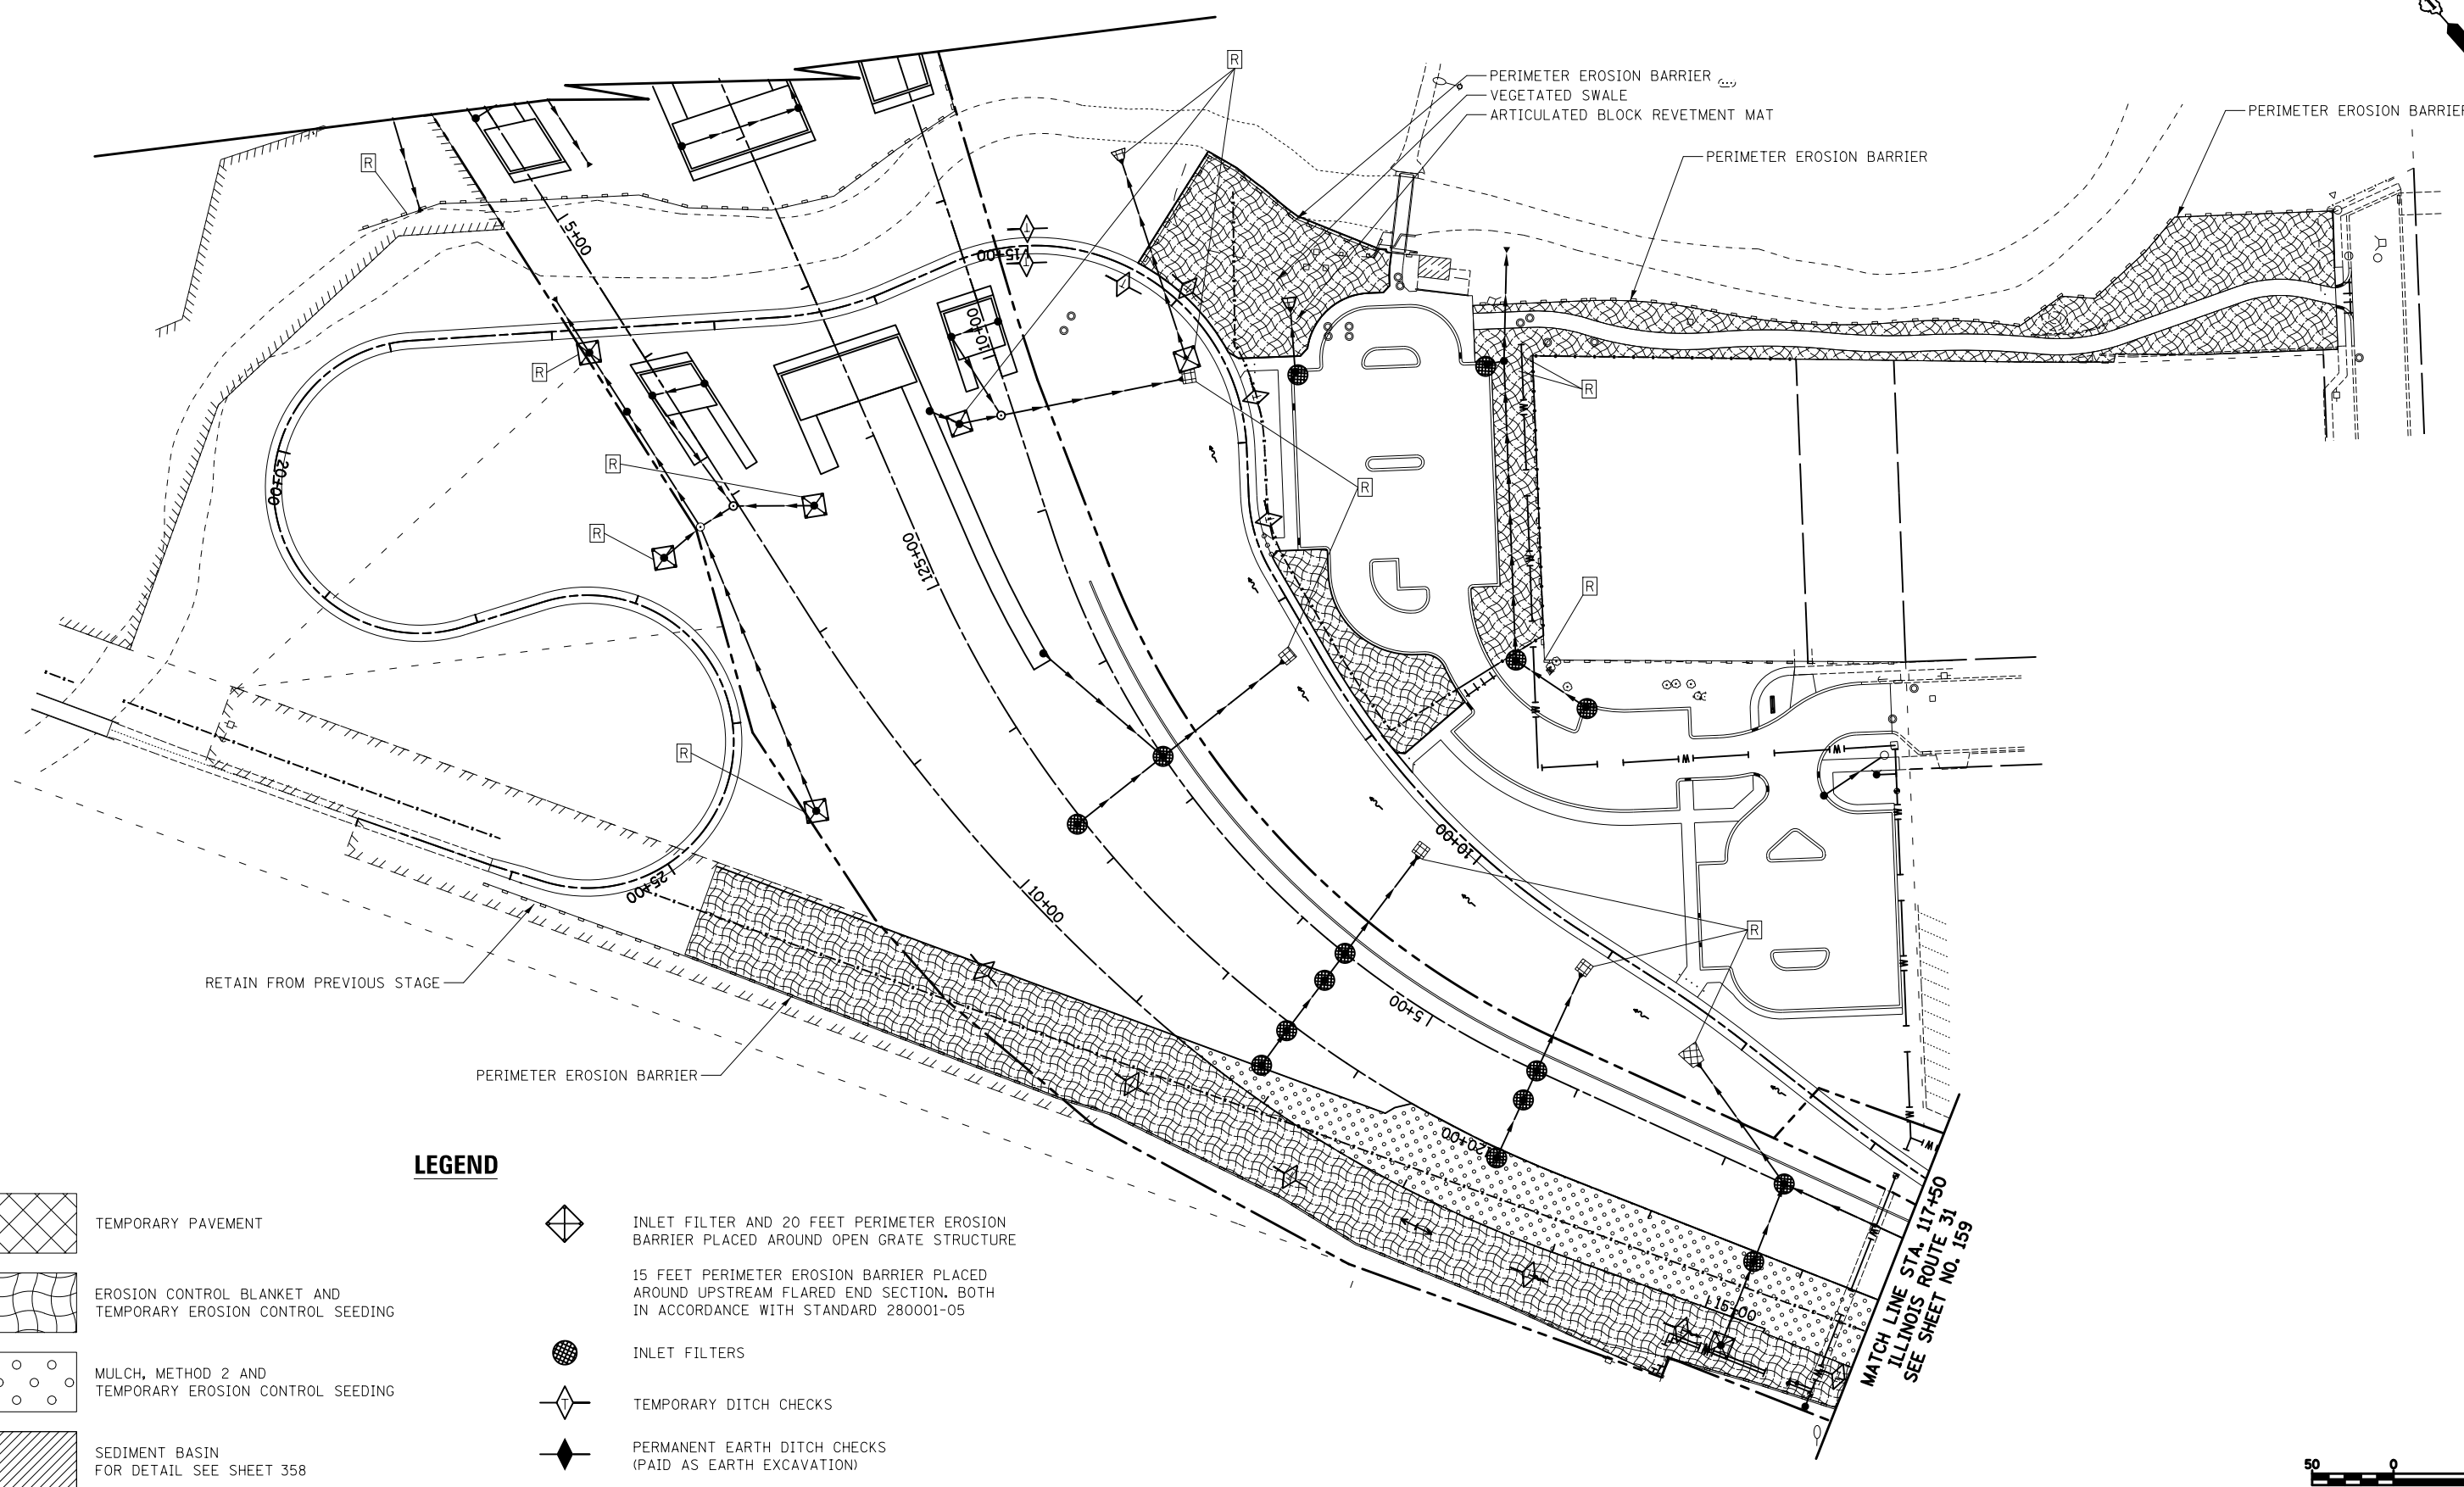 R
PERIMETER EROSION BARRIER
VEGETATED SWALE
ARTICULATED BLOCK REVETMENT MAT
PERIMETER EROSION BARRIER
PERIMETER EROSION BARRIER
R
15+00
15+00
10+00
R
R
R
R
R
R
R
20+00
125+00
R
25+00
101+00
10+00
5+00
120+00
115+00
R
W
W
W
W
W
W
W
W
W
W
W
RETAIN FROM PREVIOUS STAGE
PERIMETER EROSION BARRIER
MATCH LINE STA. 117+50
ILLINOIS ROUTE 31
SEE SHEET NO. 159
LEGEND
TEMPORARY PAVEMENT
EROSION CONTROL BLANKET AND
TEMPORARY EROSION CONTROL SEEDING
MULCH, METHOD 2 AND
TEMPORARY EROSION CONTROL SEEDING
SEDIMENT BASIN
FOR DETAIL SEE SHEET 358
INLET FILTER AND 20 FEET PERIMETER EROSION
BARRIER PLACED AROUND OPEN GRATE STRUCTURE
15 FEET PERIMETER EROSION BARRIER PLACED
AROUND UPSTREAM FLARED END SECTION. BOTH
IN ACCORDANCE WITH STANDARD 280001-05
INLET FILTERS
T
TEMPORARY DITCH CHECKS
PERMANENT EARTH DITCH CHECKS
(PAID AS EARTH EXCAVATION)
50
0